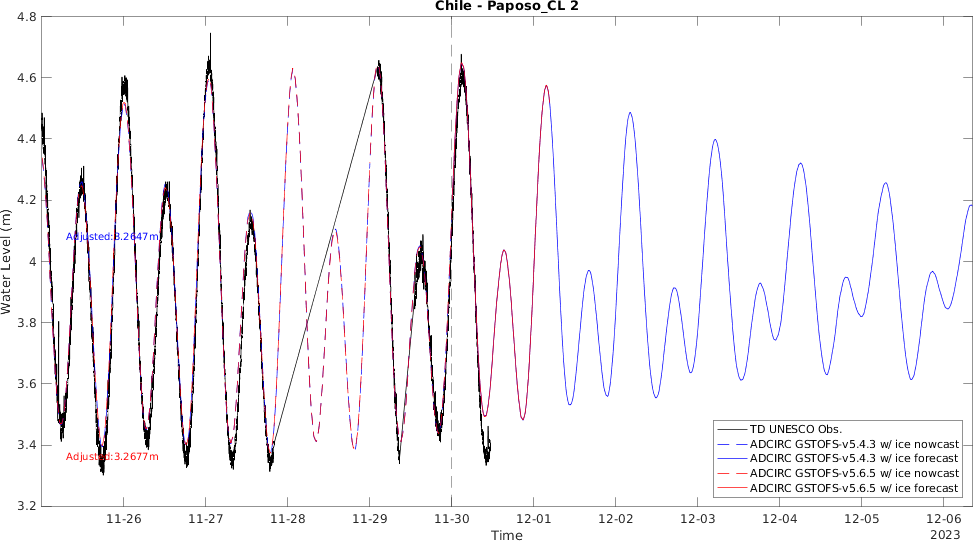 Chile - Paposo_CL 2
4.8
4.6
4.4
4.2
4
3.8
3.6
3.4
3.2
Water Level (m)
Adjusted:3.2647m
Adjusted:3.2677m
TD UNESCO Obs.
ADCIRC GSTOFS-v5.4.3 w/ ice nowcast
ADCIRC GSTOFS-v5.4.3 w/ ice forecast
ADCIRC GSTOFS-v5.6.5 w/ ice nowcast
ADCIRC GSTOFS-v5.6.5 w/ ice forecast
11-26 11-27 11-28 11-29 11-30 12-01 12-02 12-03 12-04 12-05 12-06
2023
Time